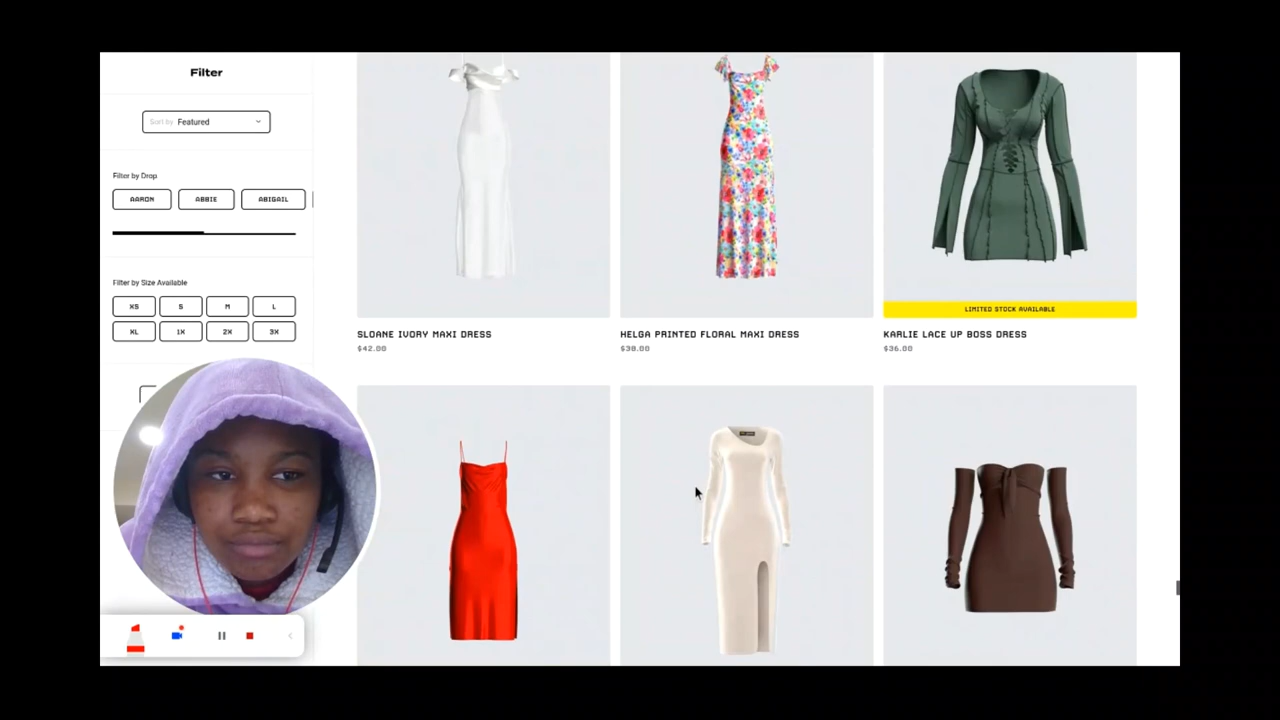 Filter
Sort by Featured
Filter by Drop
AARON
ABBIE
ABIGAIL
Filter by Size Available
XS
S
M
L
XL
1X
2X
3X
SLOANE IVORY MAXI DRESS
$42.00
HELGA PRINTED FLORAL MAXI DRESS
$38.00
LIMITED STOCK AVAILABLE
KARLIE LACE UP BOSS DRESS
$36.00